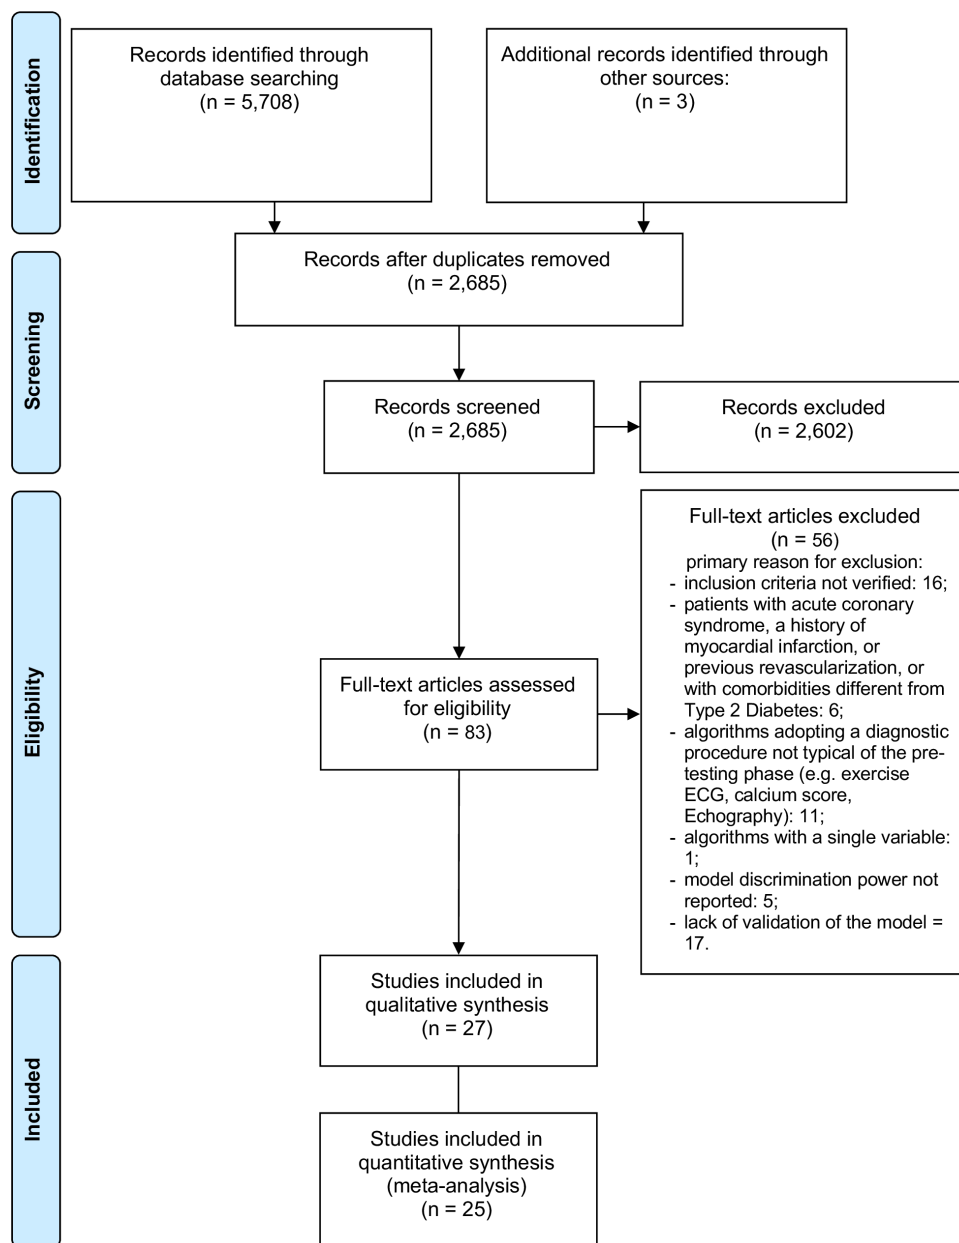 Identification
Records identified through
database searching
(n = 5,708)
Additional records identified through
other sources:
(n = 3)
Screening
Records after duplicates removed
(n = 2,685)
Records screened
(n = 2,685)
Records excluded
(n = 2,602)
Eligibility
Full-text articles assessed
for eligibility
(n = 83)
Full-text articles excluded
(n = 56)
primary reason for exclusion:
- inclusion criteria not verified: 16;
- patients with acute coronary
syndrome, a history of
myocardial infarction, or
previous revascularization, or
with comorbidities different from
Type 2 Diabetes: 6;
- algorithms adopting a diagnostic
procedure not typical of the pre-
testing phase (e.g. exercise
ECG, calcium score,
Echography): 11;
- algorithms with a single variable:
1;
- model discrimination power not
reported: 5;
- lack of validation of the model =
17.
Included
Studies included in
qualitative synthesis
(n = 27)
Studies included in
quantitative synthesis
(meta-analysis)
(n = 25)